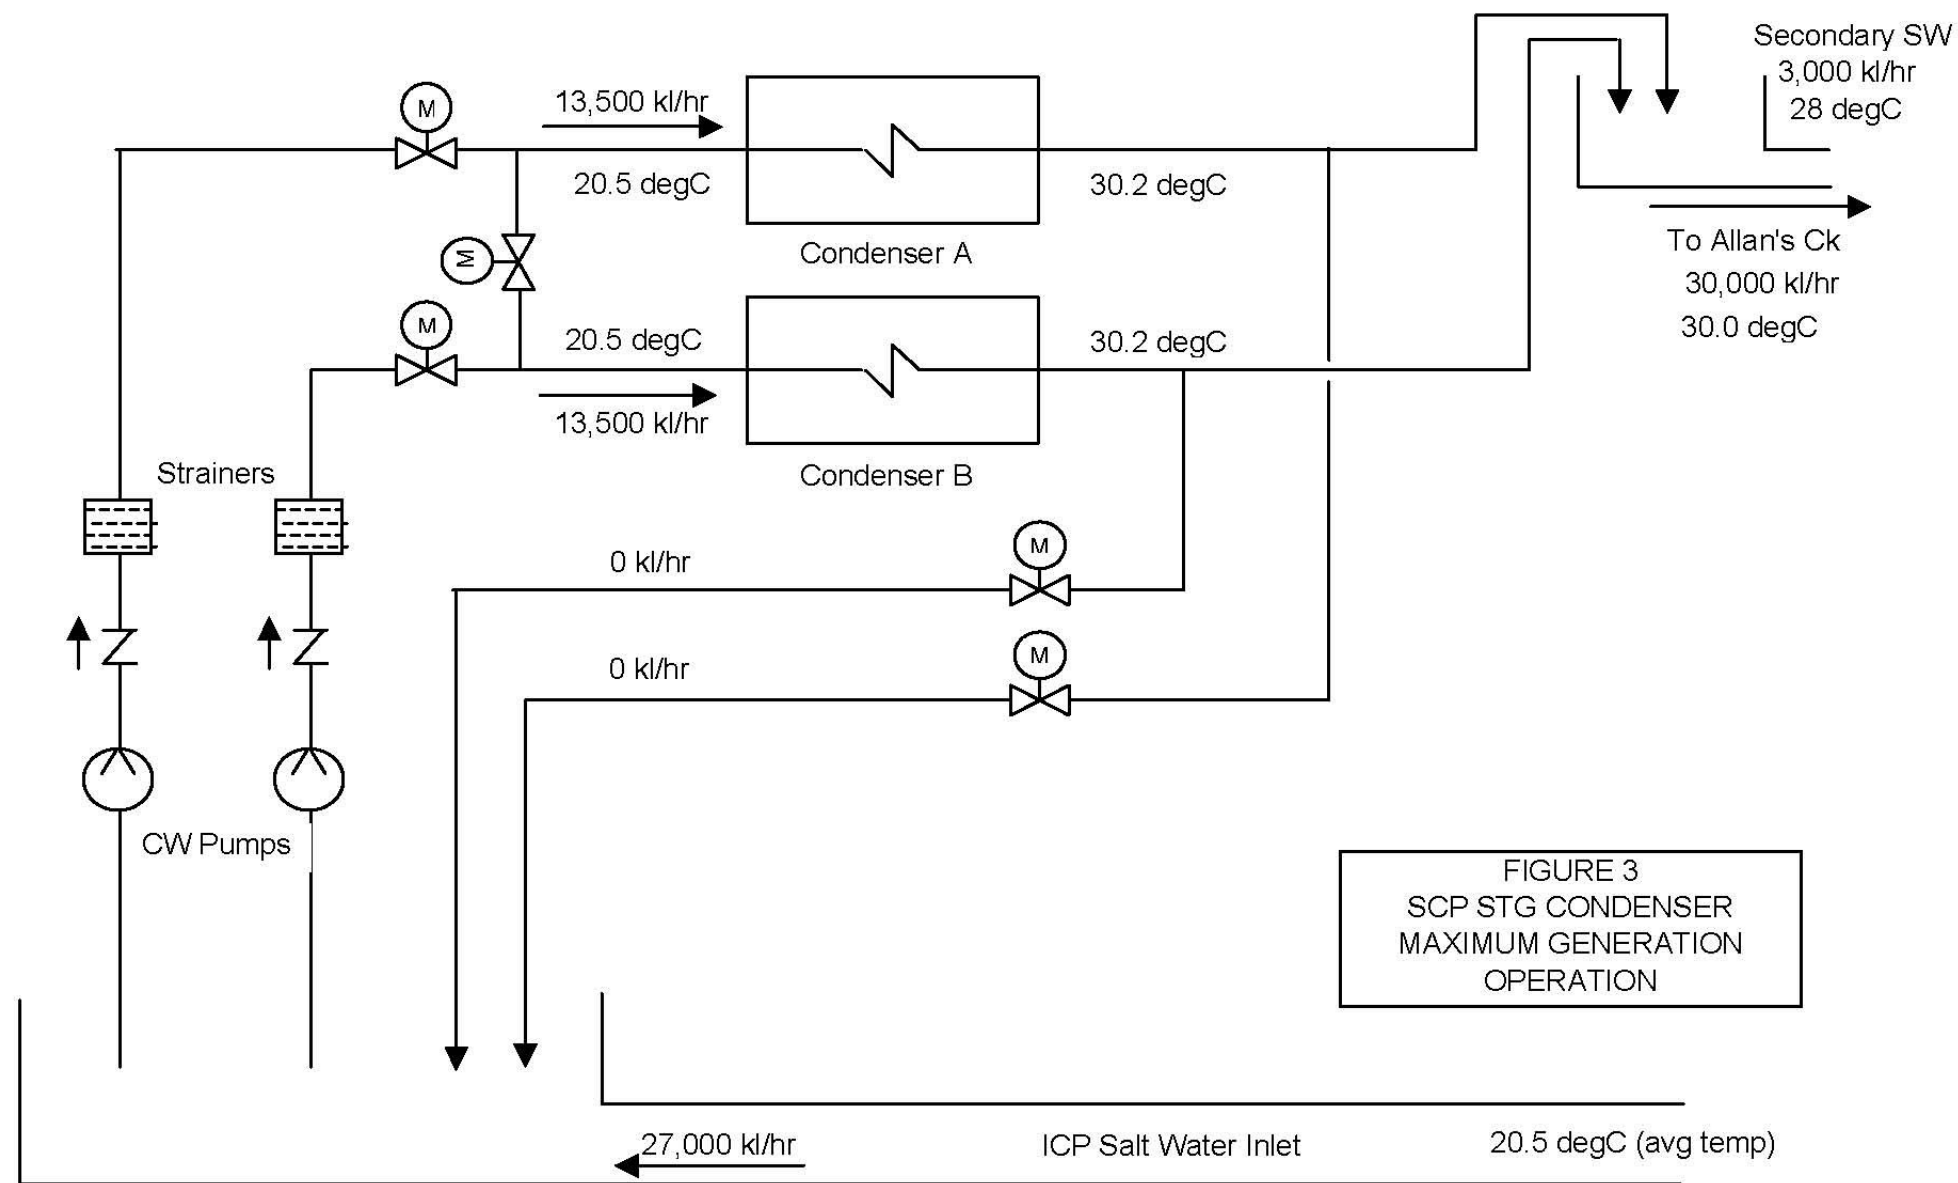 Secondary SW
3,000 kl/hr
28 degC
M
13,500 kl/hr
20.5 degC
30.2 degC
Condenser A
To Allan's Ck
30,000 kl/hr
30.0 degC
M
M
20.5 degC
30.2 degC
13,500 kl/hr
Condenser B
Strainers
M
0 kl/hr
M
0 kl/hr
CW Pumps
FIGURE 3
SCP STG CONDENSER
MAXIMUM GENERATION
OPERATION
27,000 kl/hr
ICP Salt Water Inlet
20.5 degC (avg temp)